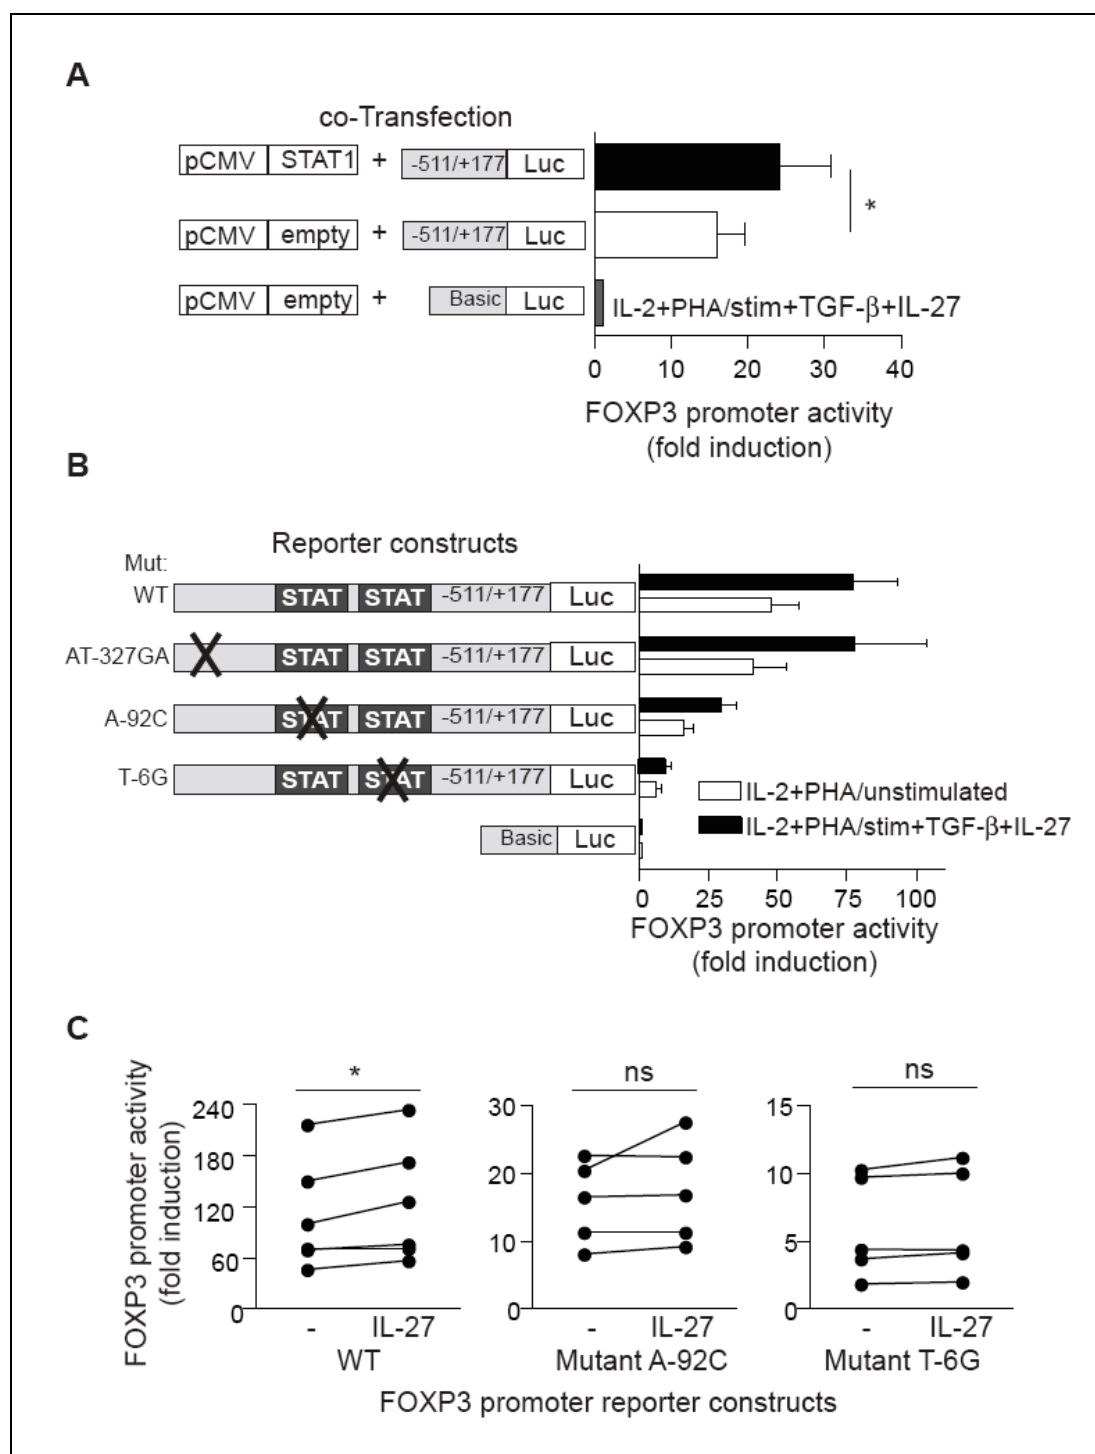 A
co-Transfection
pCMV STAT1 + -511/+177 Luc
*
pCMV empty + -511/+177 Luc
pCMV empty + Basic Luc IL-2+PHA/stim+TGF-β+IL-27
0 10 20 30 40
FOXP3 promoter activity
(fold induction)
B
Reporter constructs
Mut:
WT STAT STAT -511/+177 Luc
AT-327GA STAT STAT -511/+177 Luc
A-92C STAT STAT -511/+177 Luc
T-6G STAT STAT -511/+177 Luc
IL-2+PHA/unstimulated
IL-2+PHA/stim+TGF-β+IL-27
Basic Luc
0 25 50 75 100
FOXP3 promoter activity
(fold induction)
C
FOXP3 promoter activity
(fold induction)
* ns ns
240 30 15
180 20 10
120 10 5
60
0 0 0
- IL-27 - IL-27 - IL-27
WT Mutant A-92C Mutant T-6G
FOXP3 promoter reporter constructs